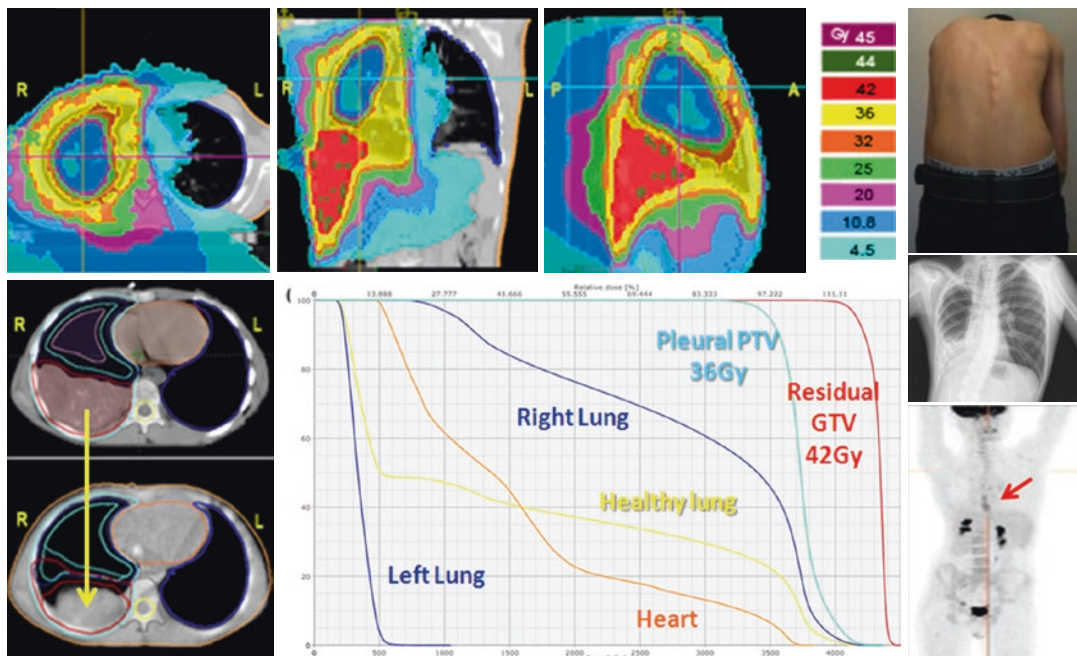 R
L
R
L
P
A
Gy 45
44
42
36
32
25
20
10.8
4.5
R
L
R
L
Relative dose [%]
0
13.888
27.777
41.666
55.555
69.444
83.333
97.222
111.11
100
80
60
40
20
0
Pleural PTV
36Gy
Residual
GTV
42Gy
Right Lung
Healthy lung
Left Lung
Heart
0
500
1000
1500
2000
2500
3000
3500
4000